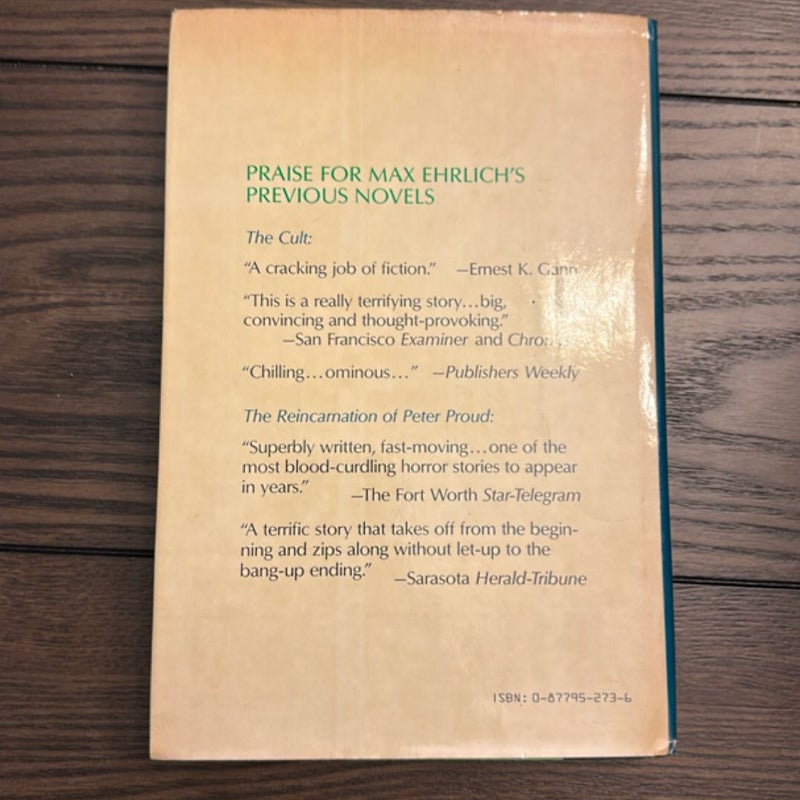 PRAISE FOR MAX EHRLICH'S
PREVIOUS NOVELS
The Cult:
“A cracking job of fiction.” —Ernest K. Gann
“This is a really terrifying story...big,
convincing and thought-provoking.”
—San Francisco Examiner and
“Chilling...ominous...” —Publishers Weekly
The Reincarnation of Peter Proud:
“Superbly written, fast-moving...one of the
most blood-curdling horror stories to appear
in years.”
—The Fort Worth Star-Telegram
“A terrific story that takes off from the begin-
ning and zips along without let-up to the
bang-up ending.”
—Sarasota Herald-Tribune
ISBN: 0-87795-273-6